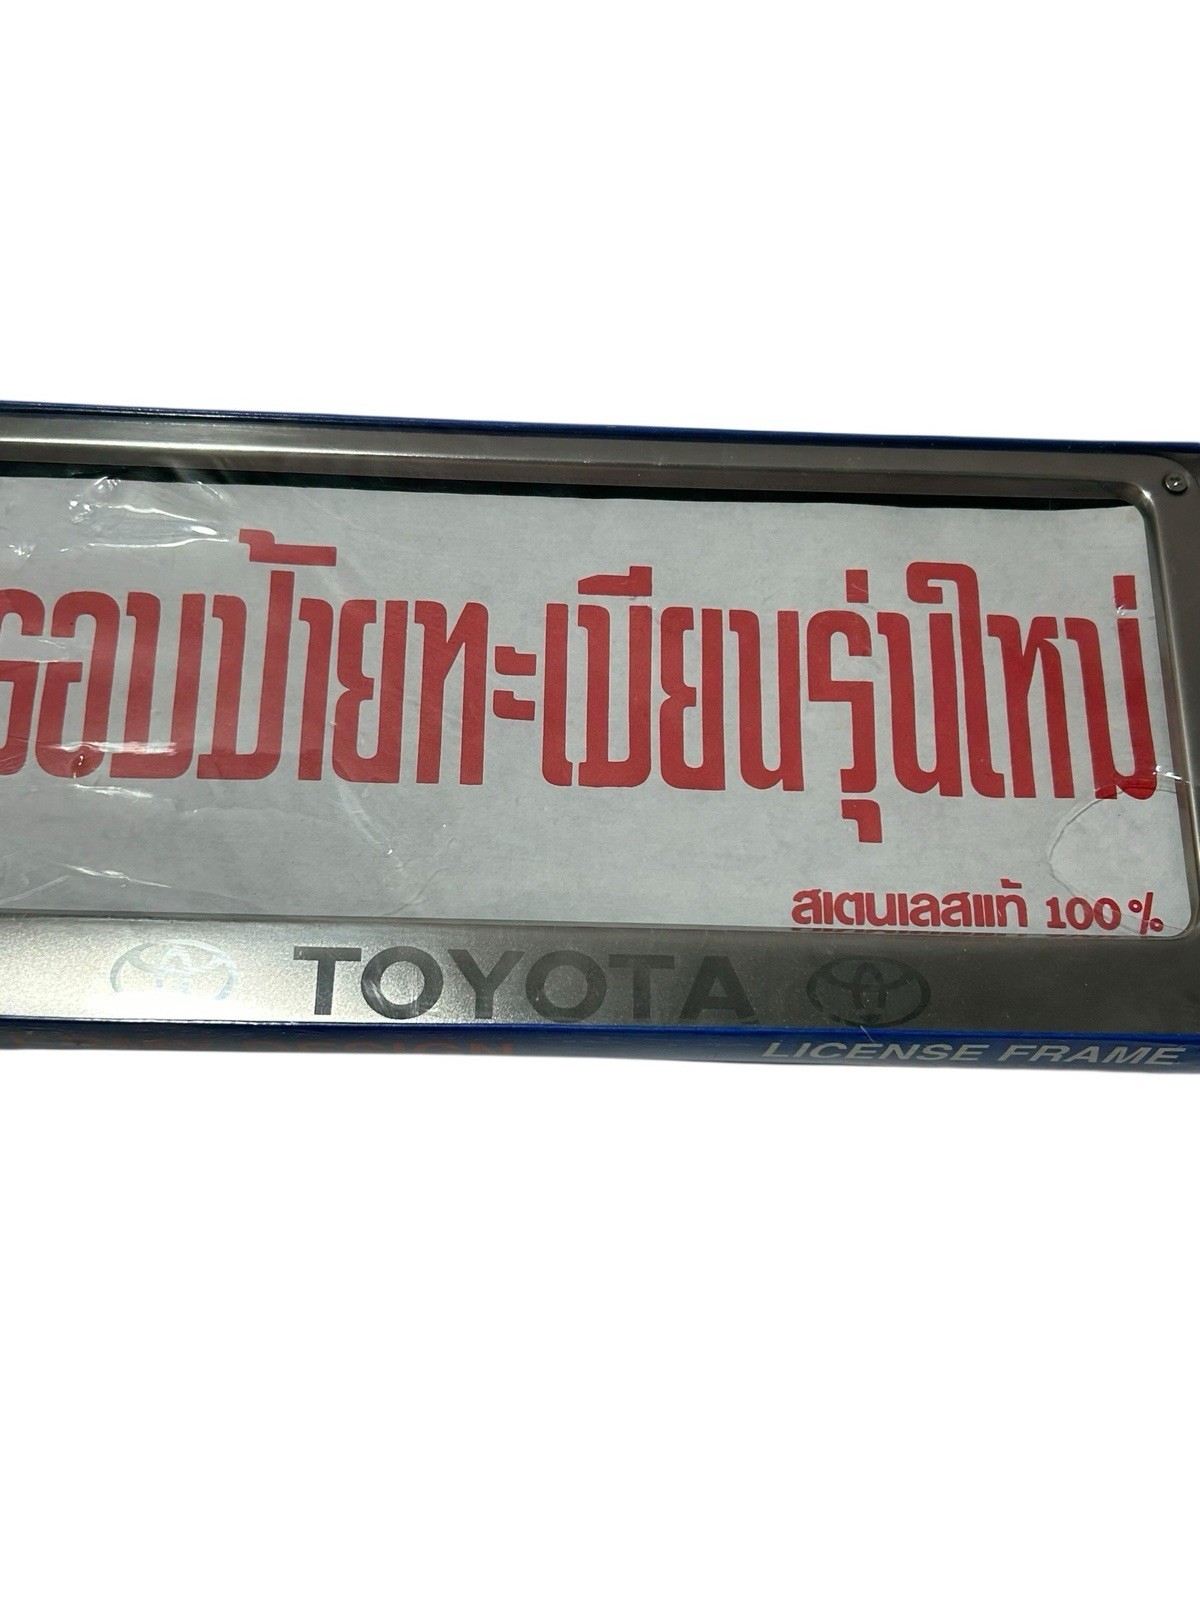 รอบป้ายทะเบียนรุ่นใหม่
สเตนเลสแท้ 100%
TOYOTA
DESIGN LICENSE FRAME